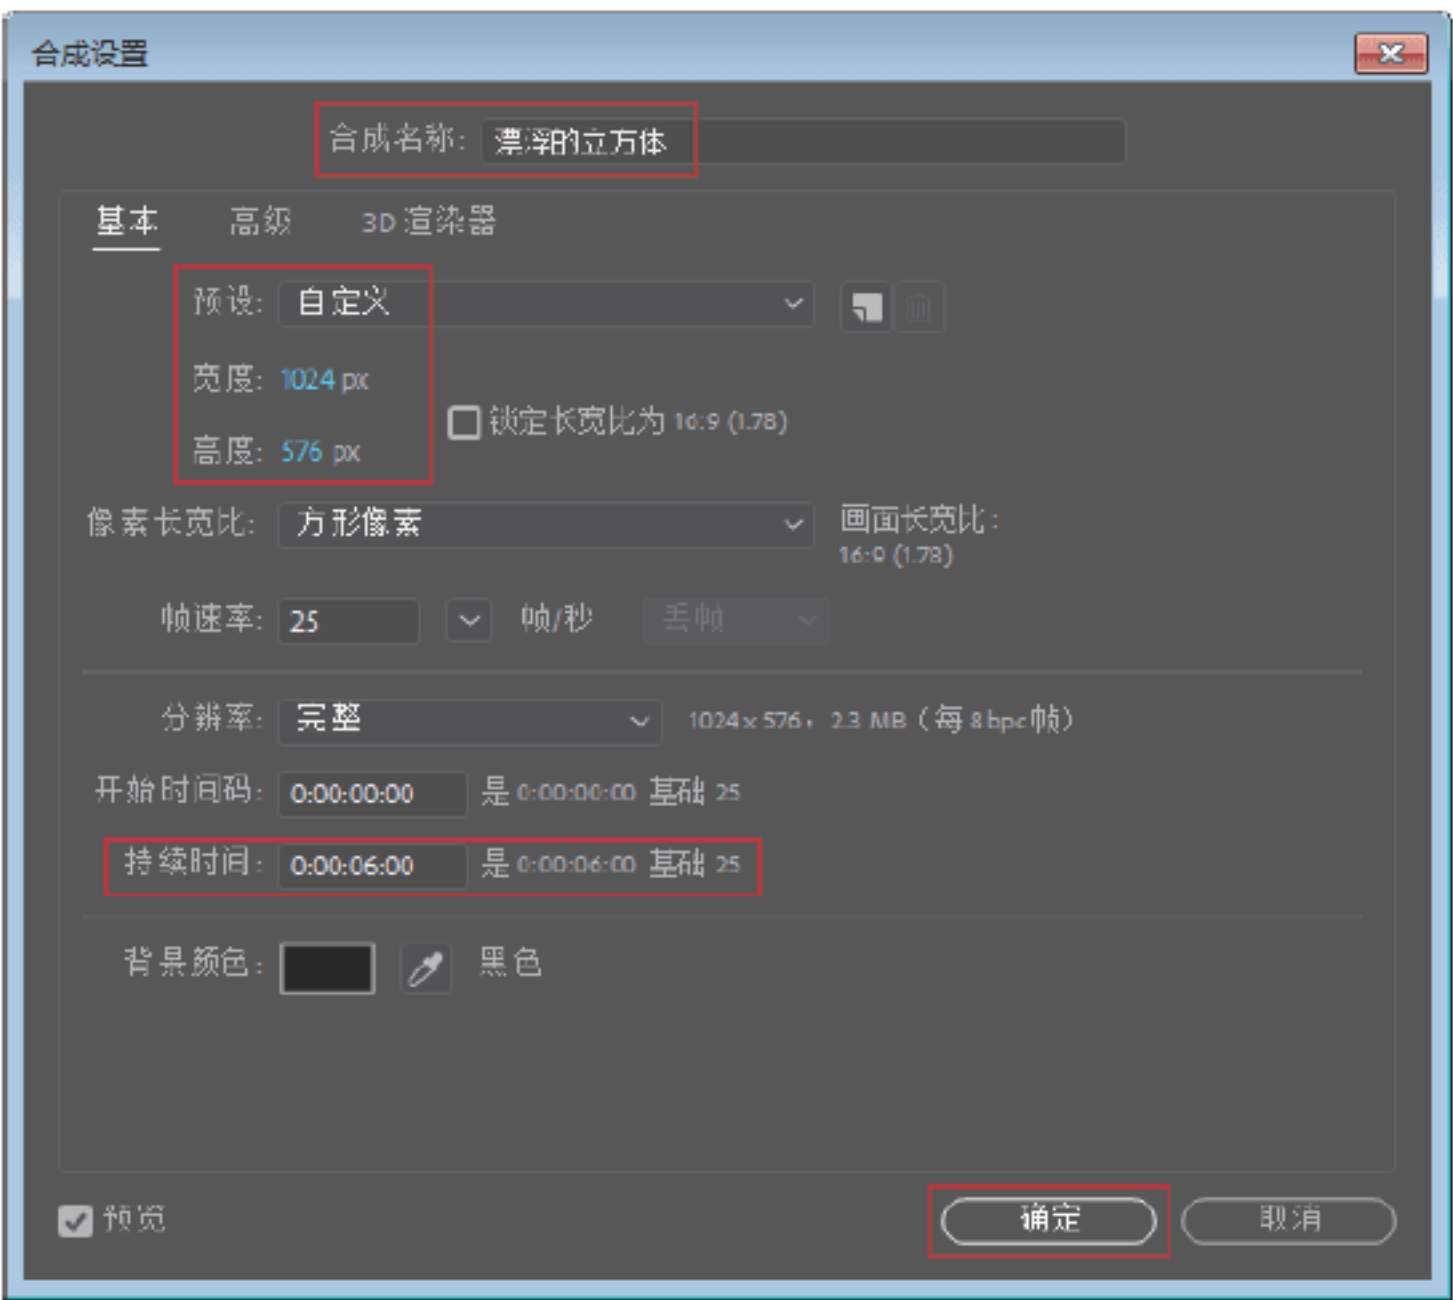 合成设置
合成名称: 漂浮的立方体
基本 高级 3D 渲染器
预设: 自定义
宽度: 1024 px
锁定长宽比为 16:9 (1.78)
高度: 576 px
像素长宽比: 方形像素
画面长宽比:
16:9 (1.78)
帧速率: 25 帧/秒 丢帧
分辨率: 完整 1024 x 576, 2.3 MB (每 8 bpc 帧)
开始时间码: 0:00:00:00 是 0:00:00:00 基础 25
持续时间: 0:00:06:00 是 0:00:06:00 基础 25
背景颜色: 黑色
预览 确定 取消